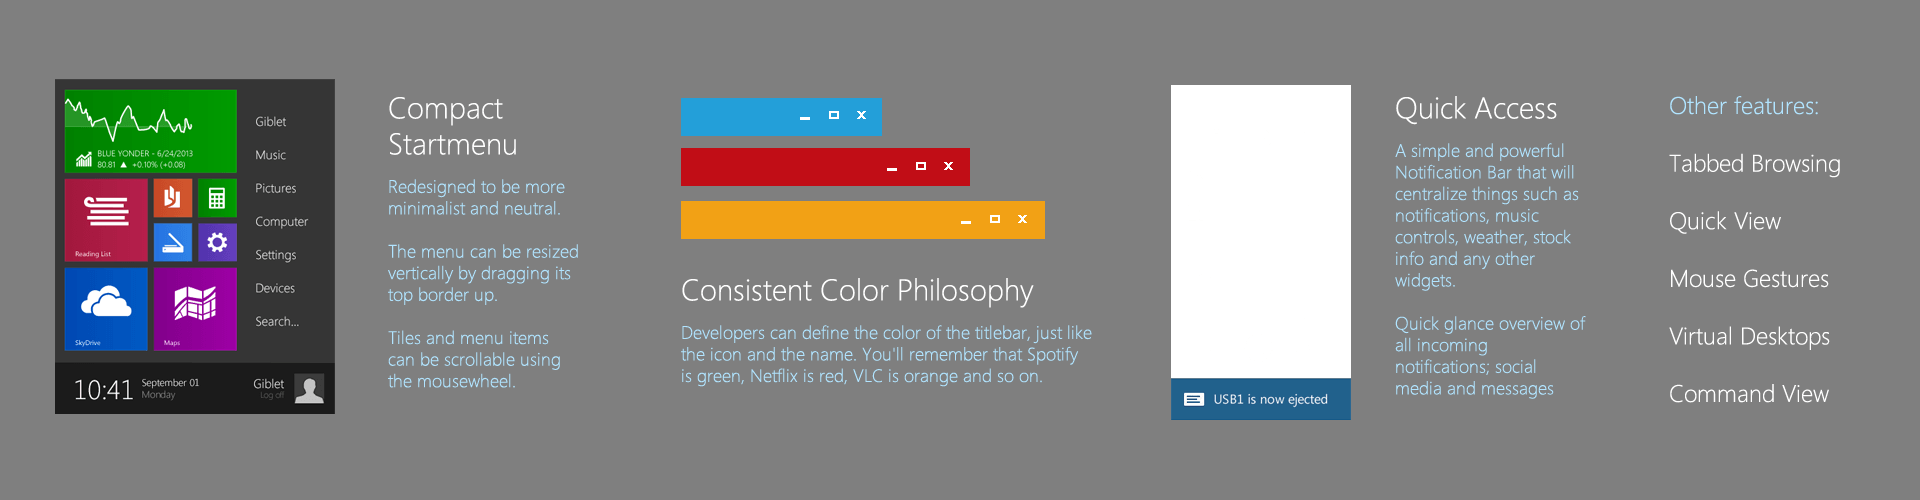 BLUE YONDER - 6/24/2013
80.81 ▲ +0.10% (+0.08)
Reading List
SkyDrive
Maps
Giblet
Music
Pictures
Computer
Settings
Devices
Search...
10:41
September 01
Monday
Giblet
Log off
Compact
Startmenu
Redesigned to be more
minimalist and neutral.
The menu can be resized
vertically by dragging its
top border up.
Tiles and menu items
can be scrollable using
the mousewheel.
Consistent Color Philosophy
Developers can define the color of the titlebar, just like
the icon and the name. You'll remember that Spotify
is green, Netflix is red, VLC is orange and so on.
USB1 is now ejected
Quick Access
A simple and powerful
Notification Bar that will
centralize things such as
notifications, music
controls, weather, stock
info and any other
widgets.
Quick glance overview of
all incoming
notifications; social
media and messages
Other features:
Tabbed Browsing
Quick View
Mouse Gestures
Virtual Desktops
Command View